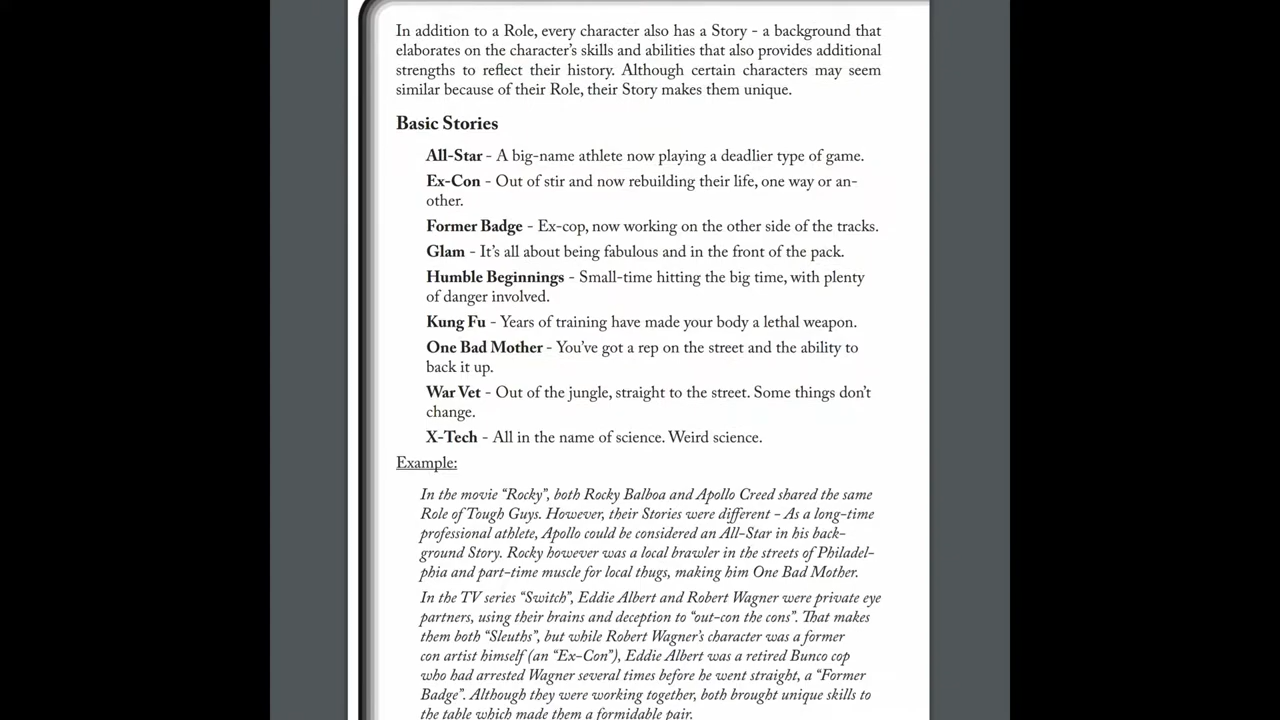 In addition to a Role, every character also has a Story - a background that
elaborates on the character's skills and abilities that also provides additional
strengths to reflect their history. Although certain characters may seem
similar because of their Role, their Story makes them unique.
Basic Stories
All-Star - A big-name athlete now playing a deadlier type of game.
Ex-Con - Out of stir and now rebuilding their life, one way or an-
other.
Former Badge - Ex-cop, now working on the other side of the tracks.
Glam - It's all about being fabulous and in the front of the pack.
Humble Beginnings - Small-time hitting the big time, with plenty
of danger involved.
Kung Fu - Years of training have made your body a lethal weapon.
One Bad Mother - You've got a rep on the street and the ability to
back it up.
War Vet - Out of the jungle, straight to the street. Some things don't
change.
X-Tech - All in the name of science. Weird science.
Example:
In the movie "Rocky", both Rocky Balboa and Apollo Creed shared the same
Role of Tough Guys. However, their Stories were different - As a long-time
professional athlete, Apollo could be considered an All-Star in his back-
ground Story. Rocky however was a local brawler in the streets of Philadel-
phia and part-time muscle for local thugs, making him One Bad Mother.
In the TV series "Switch", Eddie Albert and Robert Wagner were private eye
partners, using their brains and deception to "out-con the cons". That makes
them both "Sleuths", but while Robert Wagner's character was a former
con artist himself (an "Ex-Con"), Eddie Albert was a retired Bunco cop
who had arrested Wagner several times before he went straight, a "Former
Badge". Although they were working together, both brought unique skills to
the table which made them a formidable pair.